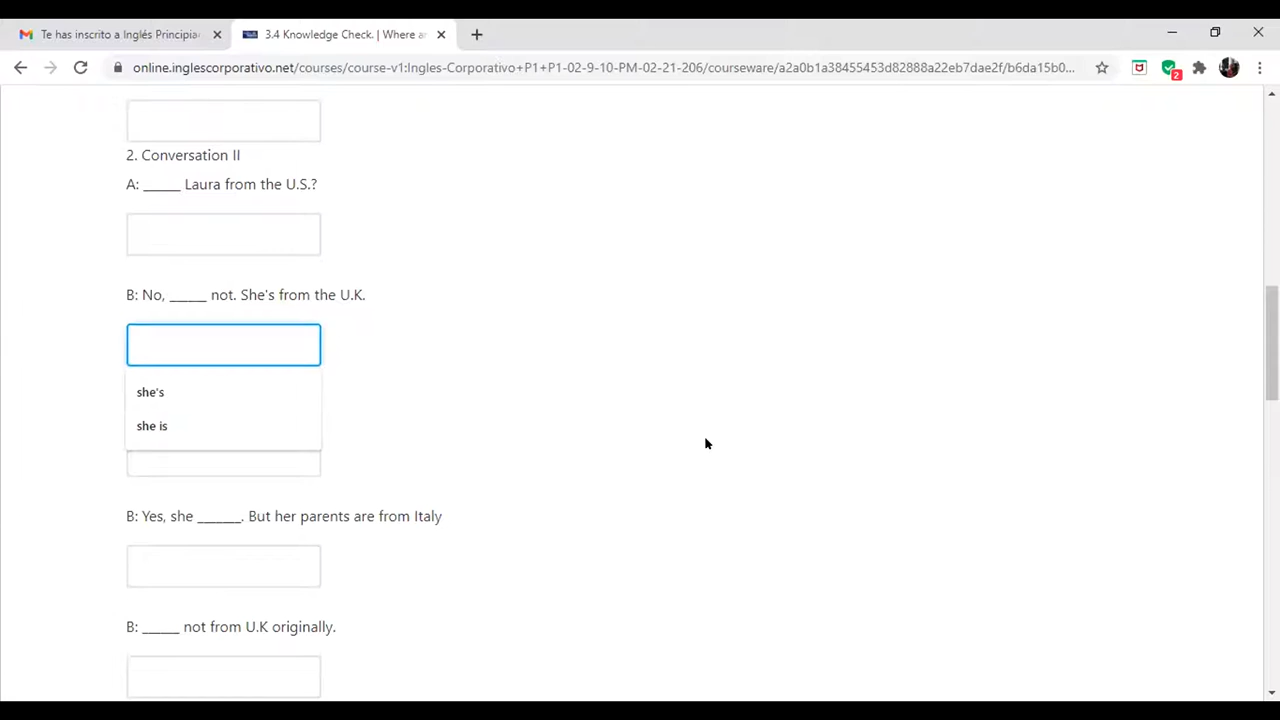 Te has inscrito a Inglés Principia
3.4 Knowledge Check. | Where a
online.inglescorporativo.net/courses/course-v1:Ingles-Corporativo+P1+P1-02-9-10-PM-02-21-206/courseware/a2a0b1a38455453d82888a22eb7dae2f/b6da15b0...
2
2. Conversation II
A: _____ Laura from the U.S.?
B: No, _____ not. She's from the U.K.
she's
she is
B: Yes, she ______. But her parents are from Italy
B: _____ not from U.K originally.